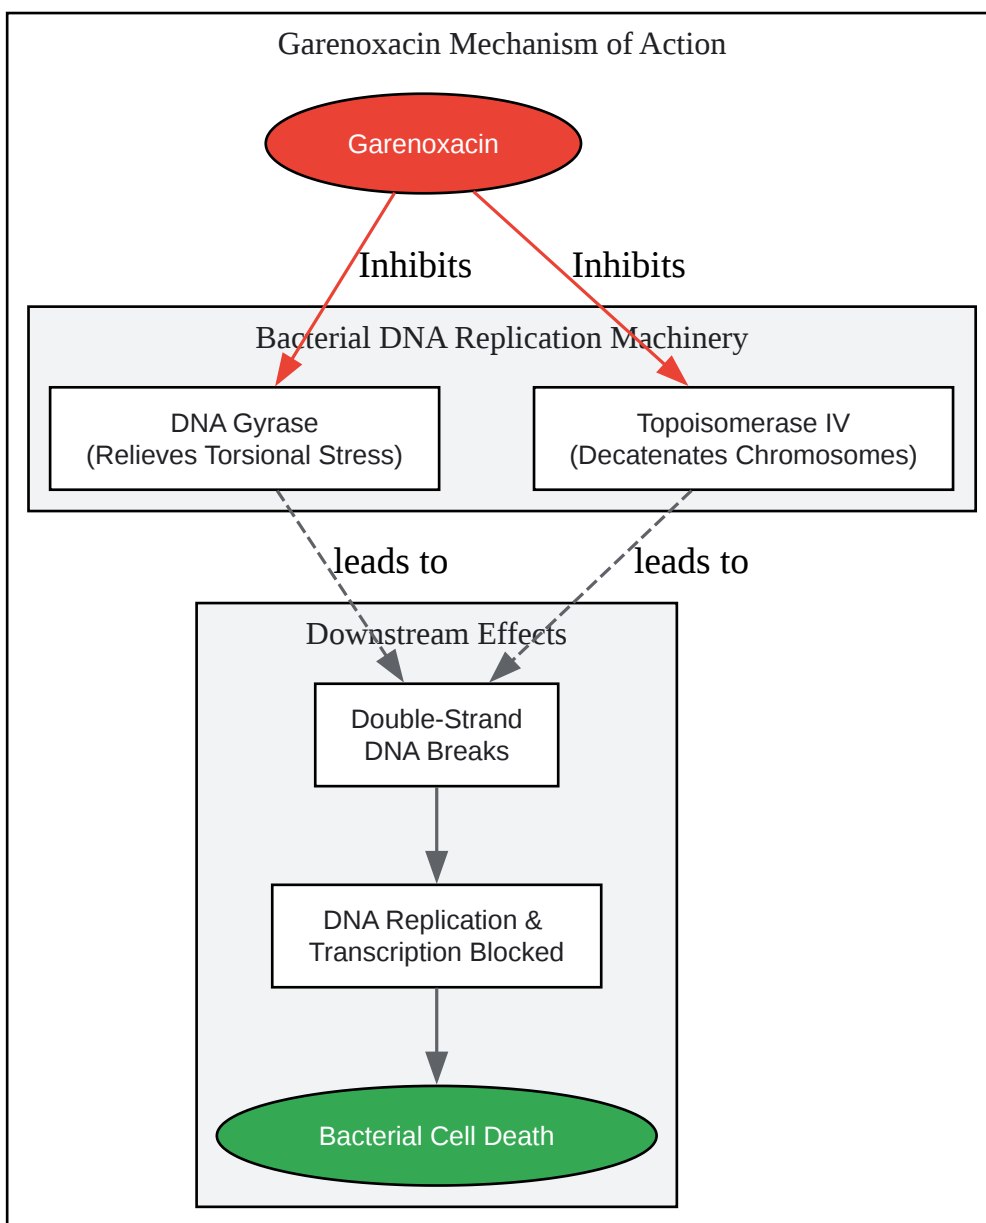 Garenoxacin Mechanism of Action
Garenoxacin
Inhibits
Inhibits
Bacterial DNA Replication Machinery
DNA Gyrase
(Relieves Torsional Stress)
Topoisomerase IV
(Decatenates Chromosomes)
leads to
leads to
Downstream Effects
Double-Strand
DNA Breaks
DNA Replication &
Transcription Blocked
Bacterial Cell Death